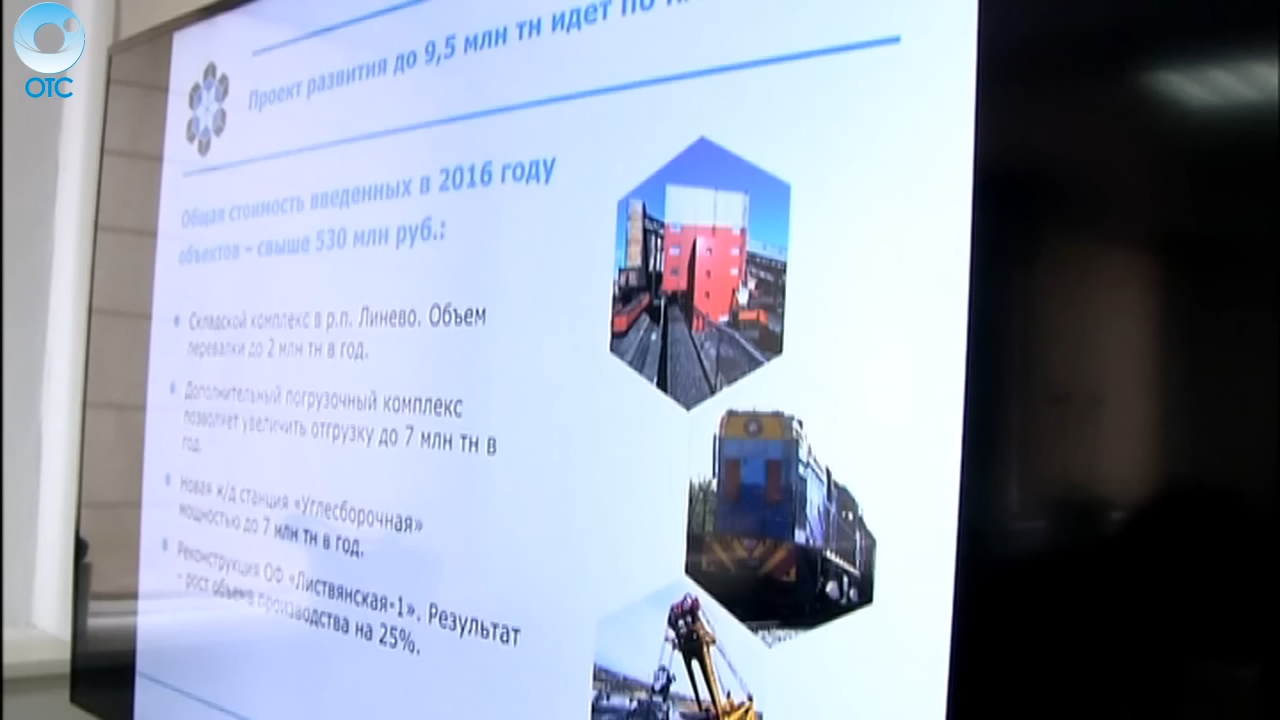 ОТС
Проект развития до 9,5 млн тн идет по
Общая стоимость введенных в 2016 году
объектов – свыше 530 млн руб.:
Складской комплекс в р.п. Линево. Объем
перевалки до 2 млн тн в год.
Дополнительный погрузочный комплекс
позволяет увеличить отгрузку до 7 млн тн в
год.
Новая ж/д станция «Углесборочная»
мощностью до 7 млн тн в год.
Реконструкция ОФ «Листвянская-1». Результат
- рост объема производства на 25%.